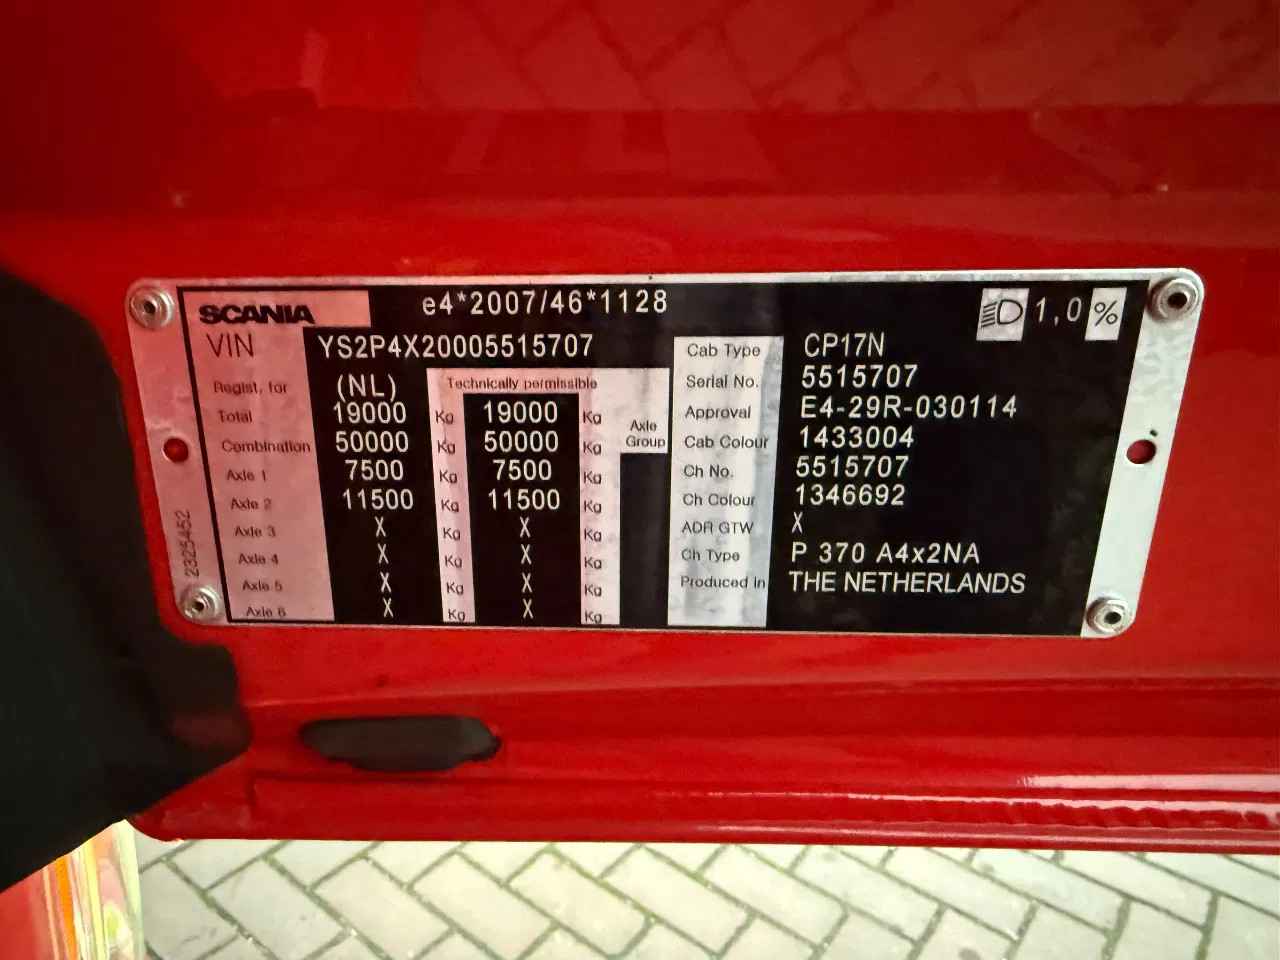 SCANIA e4*2007/46*1128 1,0 %
VIN YS2P4X20005515707
Regist, for (NL) Technically permissible
Total 19000 Kg 19000 Kg Axle Group
Combination 50000 Kg 50000 Kg
Axle 1 7500 Kg 7500 Kg
Axle 2 11500 Kg 11500 Kg
Axle 3 X Kg X Kg
Axle 4 X Kg X Kg
Axle 5 X Kg X Kg
Axle 6 X Kg X Kg
Cab Type CP17N
Serial No. 5515707
Approval E4-29R-030114
Cab Colour 1433004
Ch No. 5515707
Ch Colour 1346692
ADR GTW X
Ch Type P 370 A4x2NA
Produced in THE NETHERLANDS
2325452